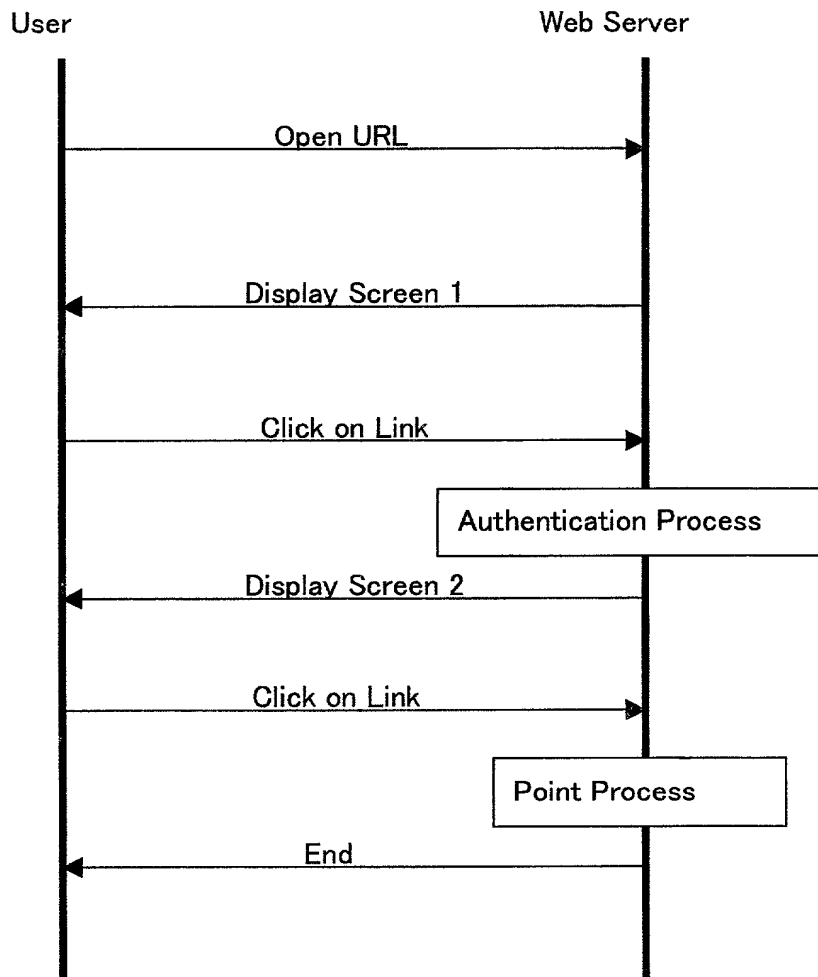 User
Web Server
Open URL
Display Screen 1
Click on Link
Authentication Process
Display Screen 2
Click on Link
Point Process
End